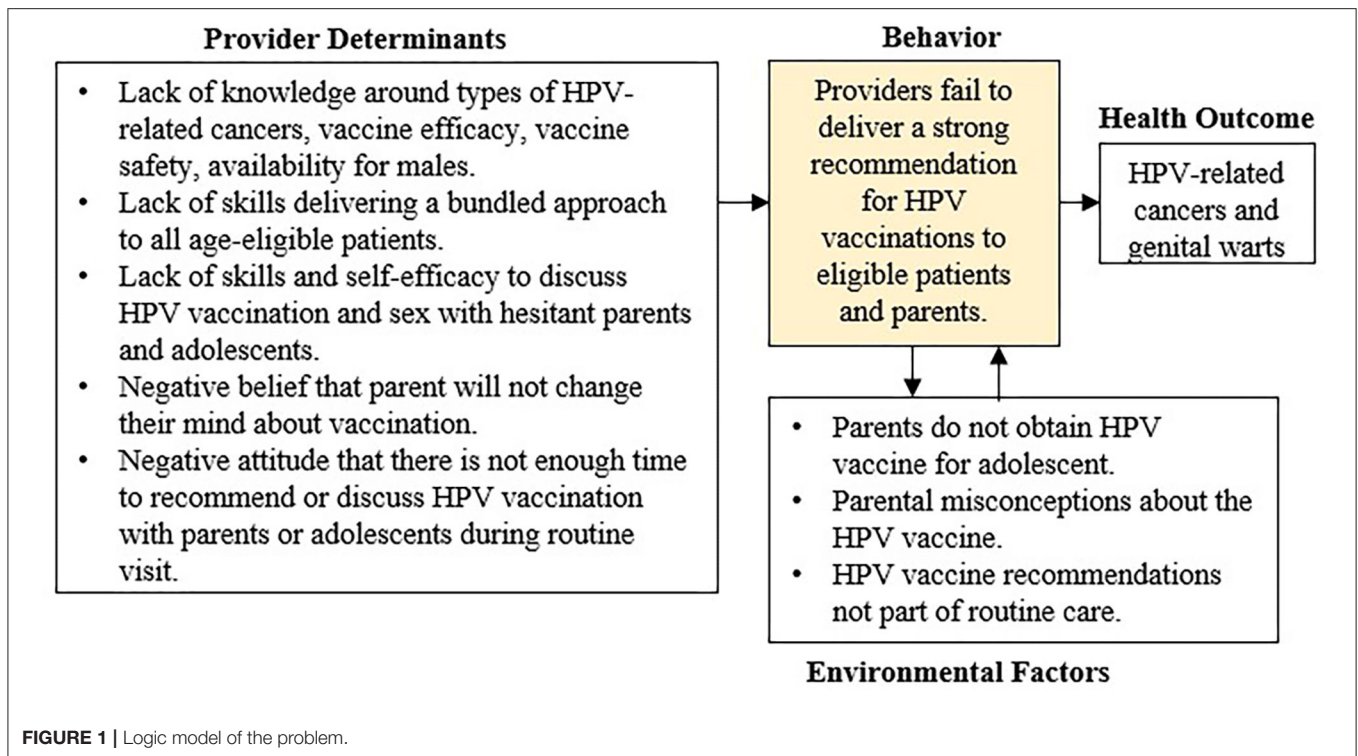 Provider Determinants
• Lack of knowledge around types of HPV-
related cancers, vaccine efficacy, vaccine
safety, availability for males.
• Lack of skills delivering a bundled approach
to all age-eligible patients.
• Lack of skills and self-efficacy to discuss
HPV vaccination and sex with hesitant parents
and adolescents.
• Negative belief that parent will not change
their mind about vaccination.
• Negative attitude that there is not enough time
to recommend or discuss HPV vaccination
with parents or adolescents during routine
visit.
Behavior
Providers fail to
deliver a strong
recommendation
for HPV
vaccinations to
eligible patients
and parents.
Health Outcome
HPV-related
cancers and
genital warts
• Parents do not obtain HPV
vaccine for adolescent.
• Parental misconceptions about the
HPV vaccine.
• HPV vaccine recommendations
not part of routine care.
Environmental Factors
FIGURE 1 | Logic model of the problem.